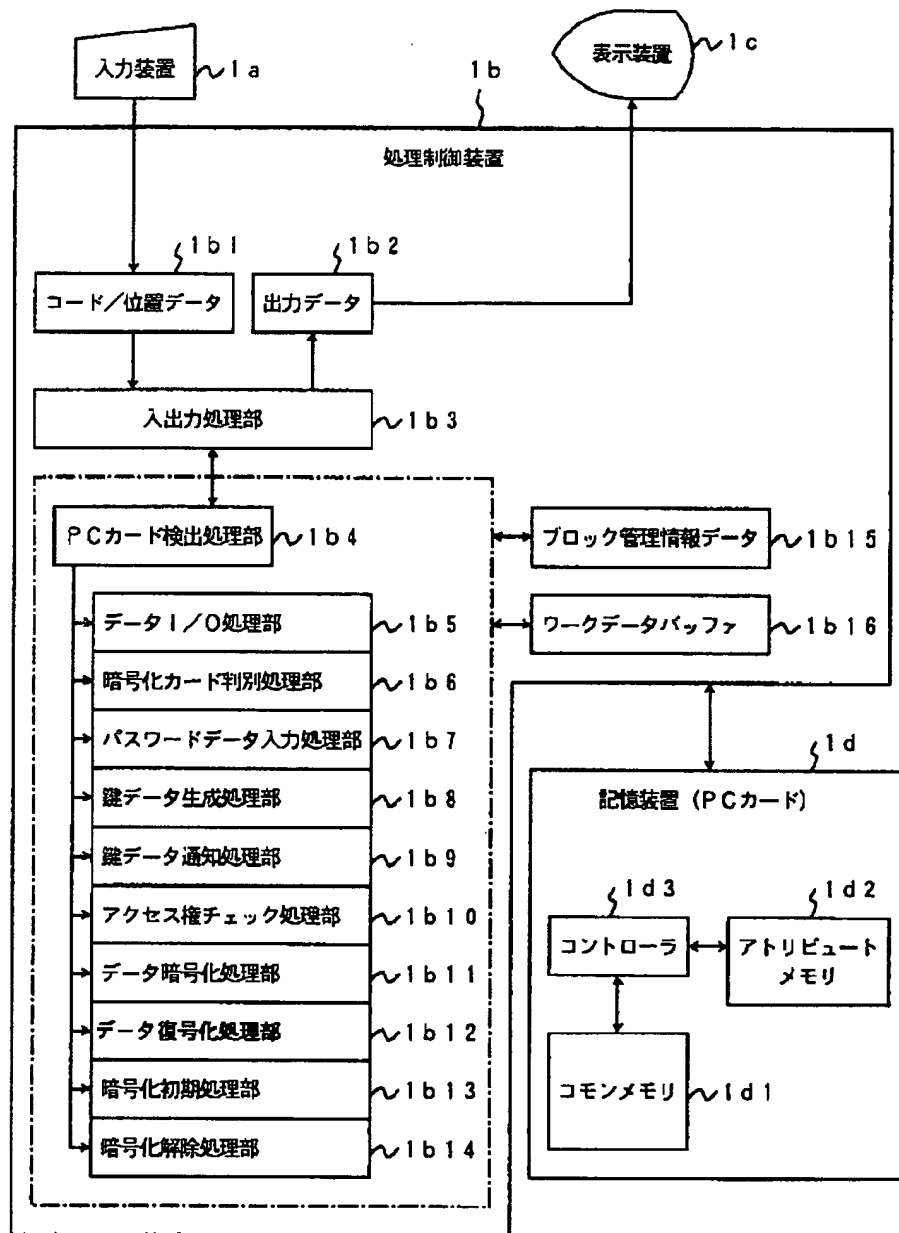 入力装置 1a
表示装置 1c
1b
処理制御装置
1b1
1b2
コード／位置データ
出力データ
入出力処理部 1b3
PCカード検出処理部 1b4
ブロック管理情報データ 1b15
データI／O処理部 1b5
ワークデータバッファ 1b16
暗号化カード判別処理部 1b6
パスワードデータ入力処理部 1b7
鍵データ生成処理部 1b8
鍵データ通知処理部 1b9
アクセス権チェック処理部 1b10
データ暗号化処理部 1b11
データ復号化処理部 1b12
暗号化初期処理部 1b13
暗号化解除処理部 1b14
1d
記憶装置（PCカード）
1d3
1d2
コントローラ
アトリビュート
メモリ
コモンメモリ 1d1